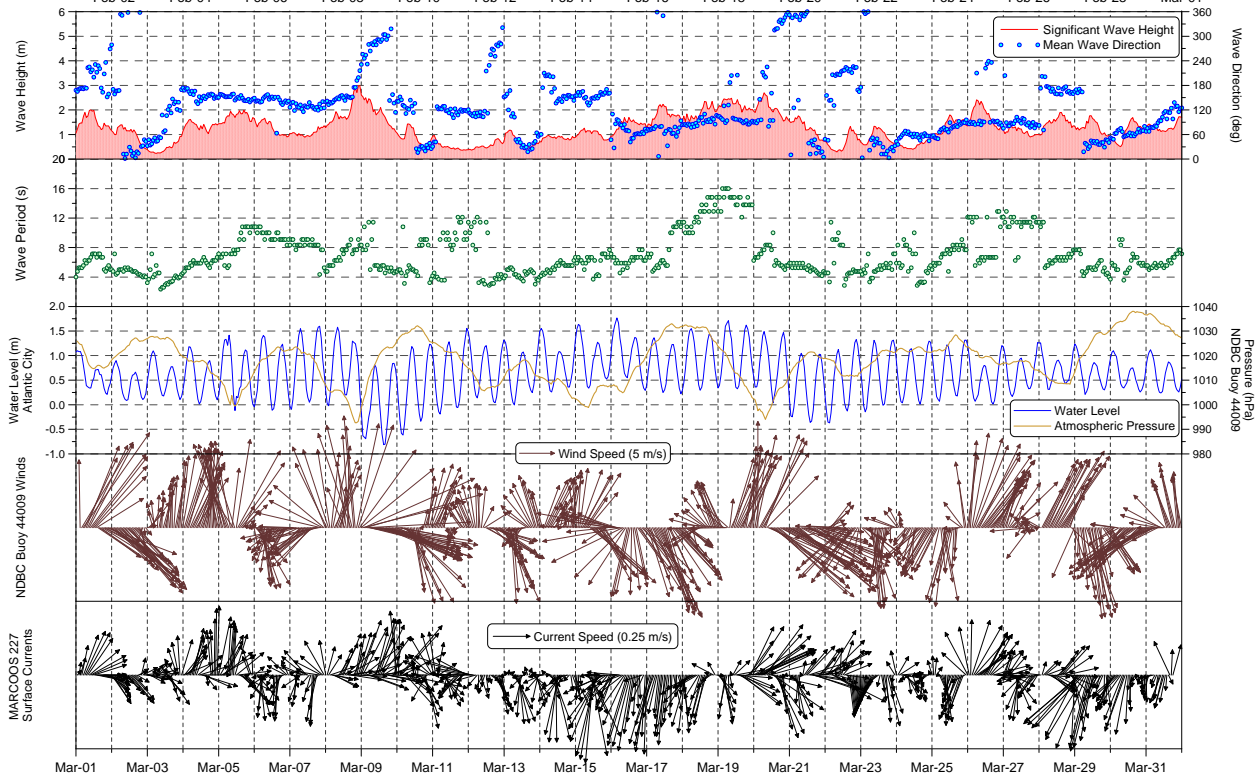 6
5
4
3
2
1
0
Wave Height (m)
Significant Wave Height
Mean Wave Direction
360
300
240
180
120
60
0
Wave Direction (deg)
20
16
12
8
4
Wave Period (s)
2.0
1.5
1.0
0.5
0.0
-0.5
-1.0
Water Level (m)
Atlantic City
Water Level
Atmospheric Pressure
1040
1030
1020
1010
1000
990
980
Pressure (hPa)
NDBC Buoy 44009
NDBC Buoy 44009 Winds
Wind Speed (5 m/s)
MARCOOS 227
Surface Currents
Current Speed (0.25 m/s)
Mar-01 Mar-03 Mar-05 Mar-07 Mar-09 Mar-11 Mar-13 Mar-15 Mar-17 Mar-19 Mar-21 Mar-23 Mar-25 Mar-27 Mar-29 Mar-31